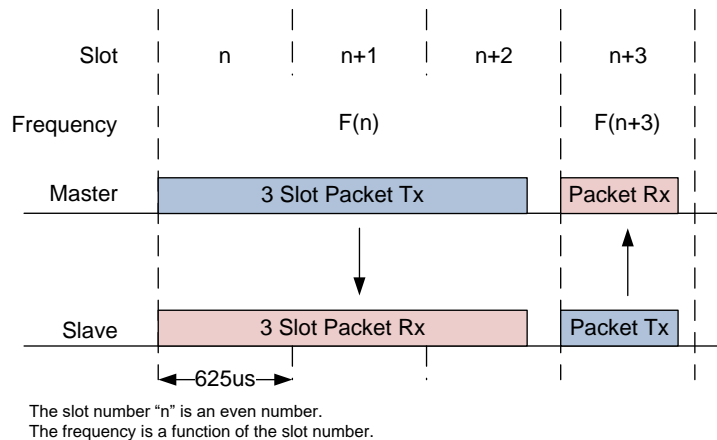 Slot n n+1 n+2 n+3
Frequency F(n) F(n+3)
Master 3 Slot Packet Tx Packet Rx
Slave 3 Slot Packet Rx Packet Tx
625us
The slot number “n” is an even number.
The frequency is a function of the slot number.